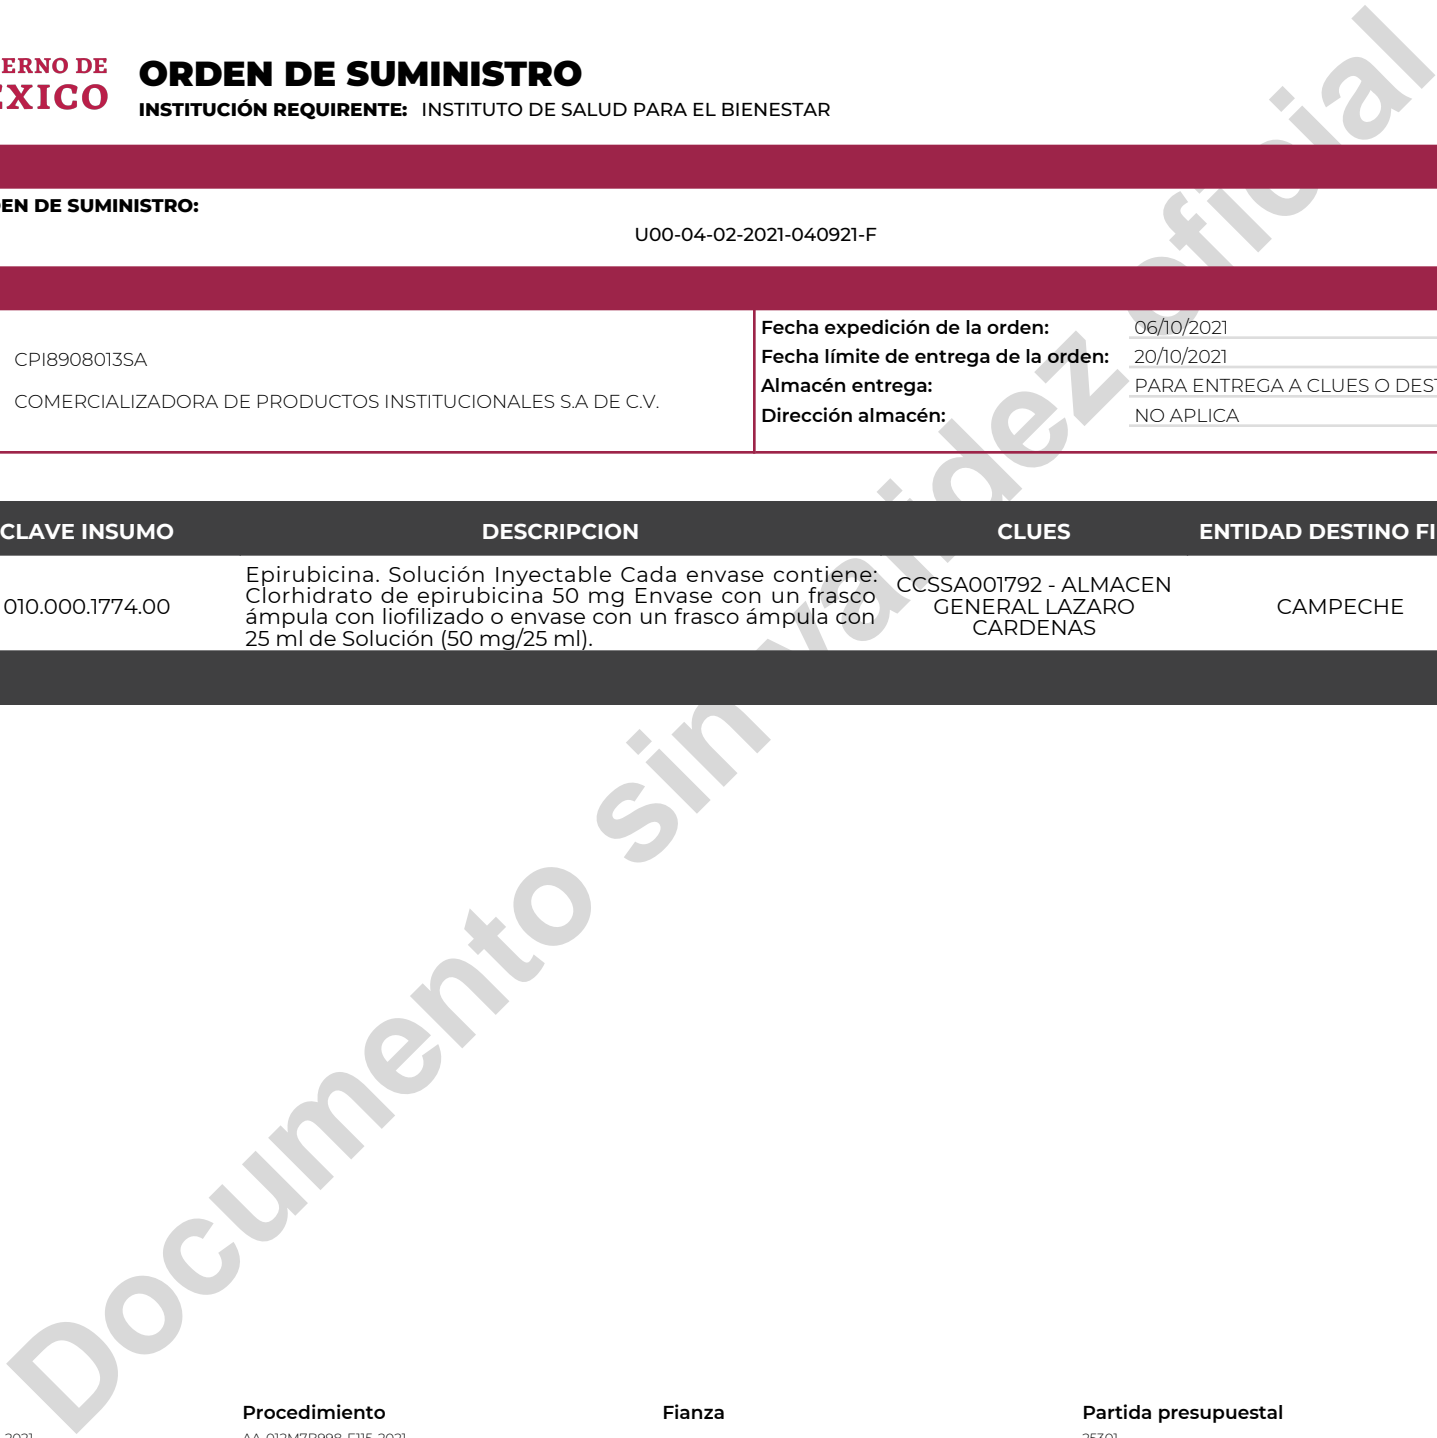 ERNO DE
ÉXICO
ORDEN DE SUMINISTRO
INSTITUCIÓN REQUIRENTE: INSTITUTO DE SALUD PARA EL BIENESTAR
EN DE SUMINISTRO:
U00-04-02-2021-040921-F
CPI8908013SA
COMERCIALIZADORA DE PRODUCTOS INSTITUCIONALES S.A DE C.V.
Fecha expedición de la orden: 06/10/2021
Fecha límite de entrega de la orden: 20/10/2021
Almacén entrega: PARA ENTREGA A CLUES O DEST
Dirección almacén: NO APLICA
CLAVE INSUMO DESCRIPCION CLUES ENTIDAD DESTINO FI
010.000.1774.00
Epirubicina. Solución Inyectable Cada envase contiene:
Clorhidrato de epirubicina 50 mg Envase con un frasco
ámpula con liofilizado o envase con un frasco ámpula con
25 ml de Solución (50 mg/25 ml).
CCSSA001792 - ALMACEN
GENERAL LAZARO
CARDENAS
CAMPECHE
Documento sin validez oficial
Procedimiento Fianza Partida presupuestal